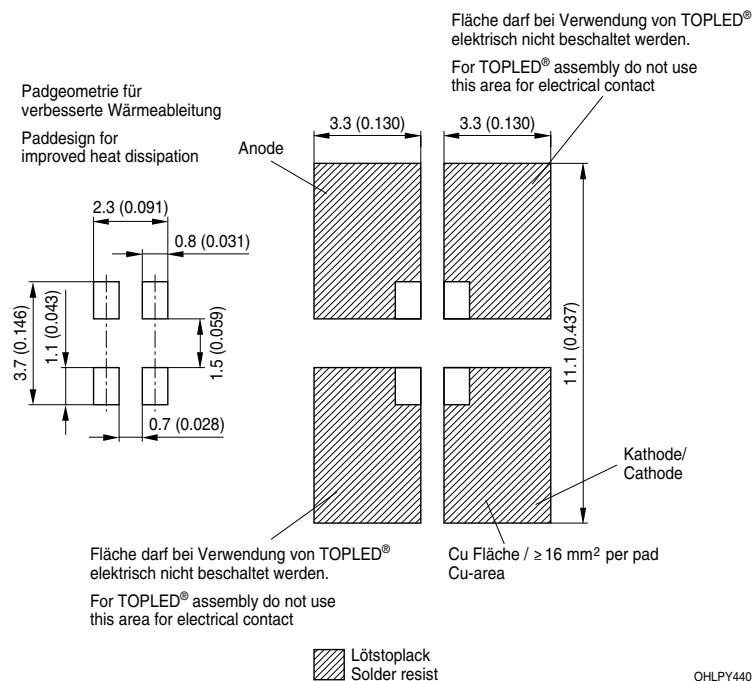 Fläche darf bei Verwendung von TOPLED®
elektrisch nicht beschaltet werden.
For TOPLED® assembly do not use
this area for electrical contact
Padgeometrie für
verbesserte Wärmeableitung
Paddesign for
improved heat dissipation
Anode
3.3 (0.130)
3.3 (0.130)
2.3 (0.091)
0.8 (0.031)
3.7 (0.146)
1.1 (0.043)
1.5 (0.059)
0.7 (0.028)
11.1 (0.437)
Kathode/
Cathode
Fläche darf bei Verwendung von TOPLED®
elektrisch nicht beschaltet werden.
For TOPLED® assembly do not use
this area for electrical contact
Cu Fläche / ≥ 16 mm² per pad
Cu-area
Lötstoplack
Solder resist
OHLPY440